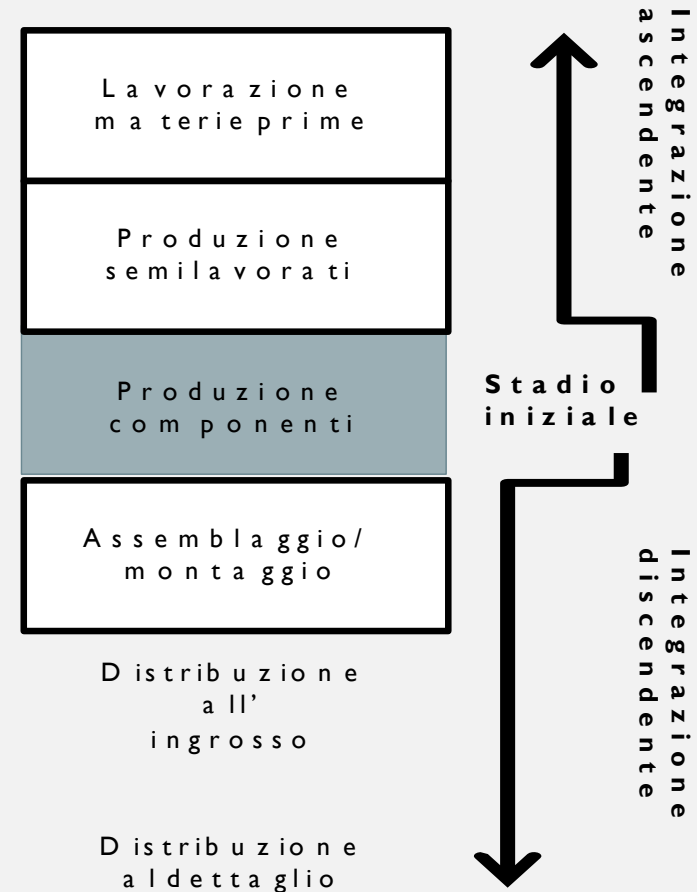 Lavorazione
materie prime
Produzione
semilavorati
Produzione
componenti
Assemblaggio/
montaggio
Distribuzione
all'
ingrosso
Distribuzione
al dettaglio
Stadio
iniziale
Integrazione
ascendente
Integrazione
discendente